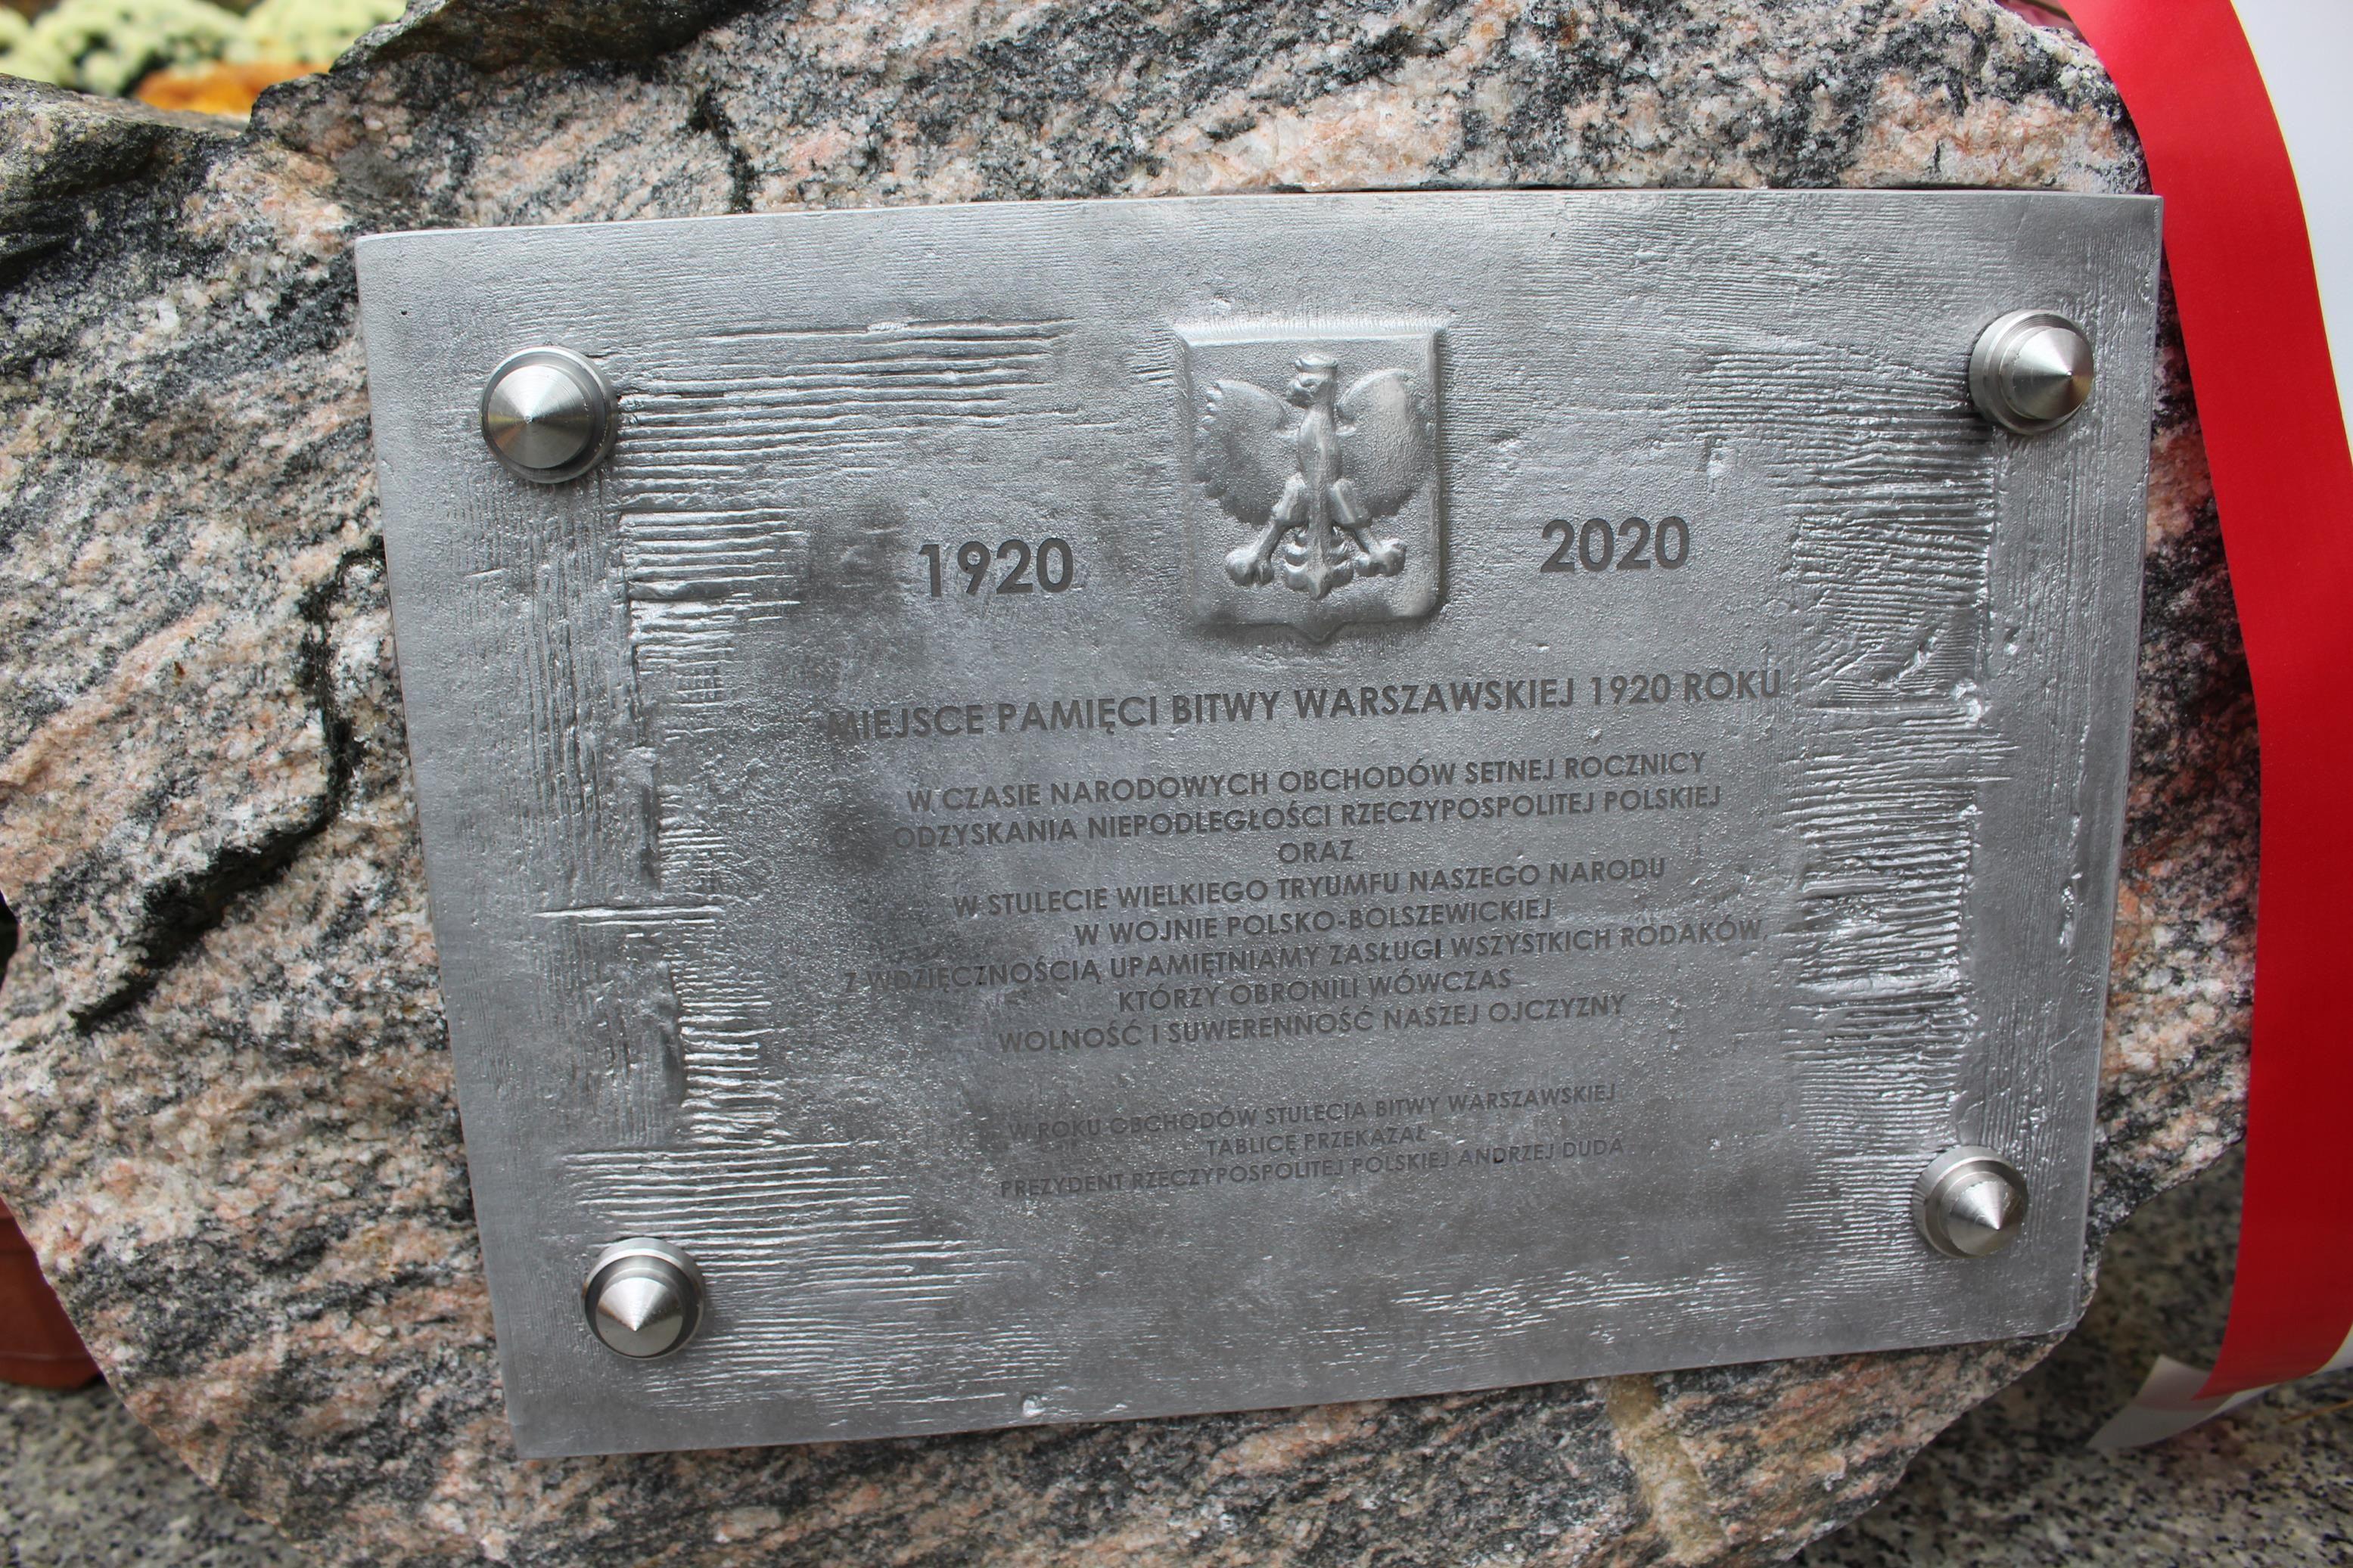 1920 2020
MIEJSCE PAMIĘCI BITWY WARSZAWSKIEJ 1920 ROKU
W CZASIE NARODOWYCH OBCHODÓW SETNEJ ROCZNICY
ODZYSKANIA NIEPODLEGŁOŚCI RZECZYPOSPOLITEJ POLSKIEJ
ORAZ
W STULECIE WIELKIEGO TRYUMFU NASZEGO NARODU
W WOJNIE POLSKO-BOLSZEWICKIEJ
Z WDZIĘCZNOŚCIĄ UPAMIĘTNIAMY ZASŁUGI WSZYSTKICH RODAKÓW,
KTÓRZY OBRONILI WÓWCZAS
WOLNOŚĆ I SUWERENNOŚĆ NASZEJ OJCZYZNY
W ROKU OBCHODÓW STULECIA BITWY WARSZAWSKIEJ
TABLICĘ PRZEKAZAŁ
PREZYDENT RZECZYPOSPOLITEJ POLSKIEJ ANDRZEJ DUDA